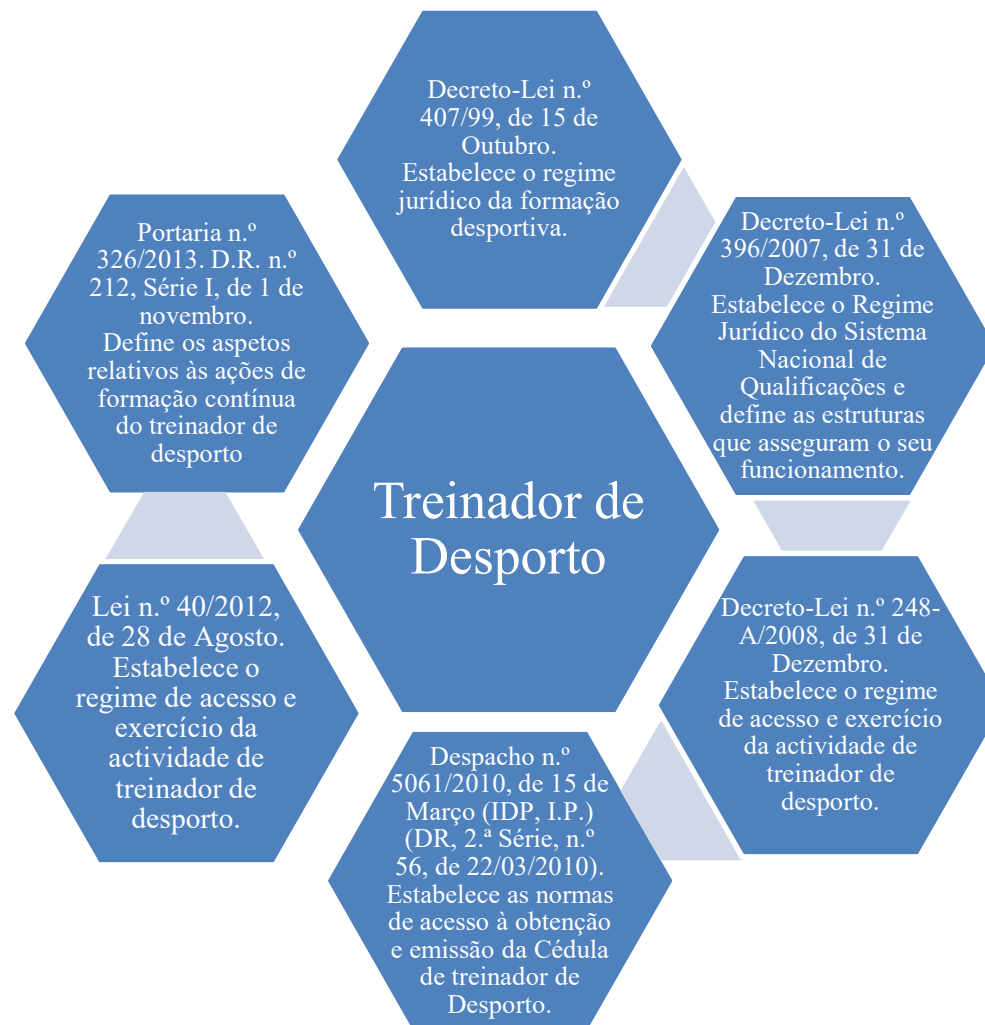 Decreto-Lei n.º
407/99, de 15 de
Outubro.
Estabelece o regime
jurídico da formação
desportiva.
Decreto-Lei n.º
396/2007, de 31 de
Dezembro.
Estabelece o Regime
Jurídico do Sistema
Nacional de
Qualificações e
define as estruturas
que asseguram o seu
funcionamento.
Decreto-Lei n.º 248-
A/2008, de 31 de
Dezembro.
Estabelece o regime
de acesso e exercício
da actividade de
treinador de
desporto.
Despacho n.º
5061/2010, de 15 de
Março (IDP, I.P.)
(DR, 2.ª Série, n.º
56, de 22/03/2010).
Estabelece as normas
de acesso à obtenção
e emissão da Cédula
de treinador de
Desporto.
Lei n.º 40/2012,
de 28 de Agosto.
Estabelece o
regime de acesso e
exercício da
actividade de
treinador de
desporto.
Portaria n.º
326/2013. D.R. n.º
212, Série I, de 1 de
novembro.
Define os aspetos
relativos às ações de
formação contínua
do treinador de
desporto
Treinador de
Desporto